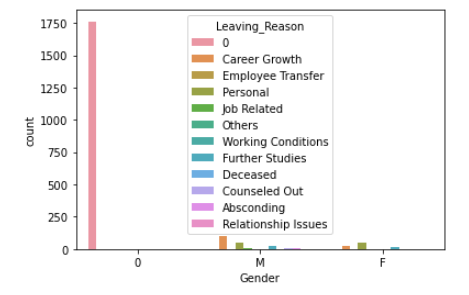 1750
1500
1250
1000
750
500
250
0
count
Leaving_Reason
0
Career Growth
Employee Transfer
Personal
Job Related
Others
Working Conditions
Further Studies
Deceased
Counseled Out
Absconding
Relationship Issues
0 M F
Gender